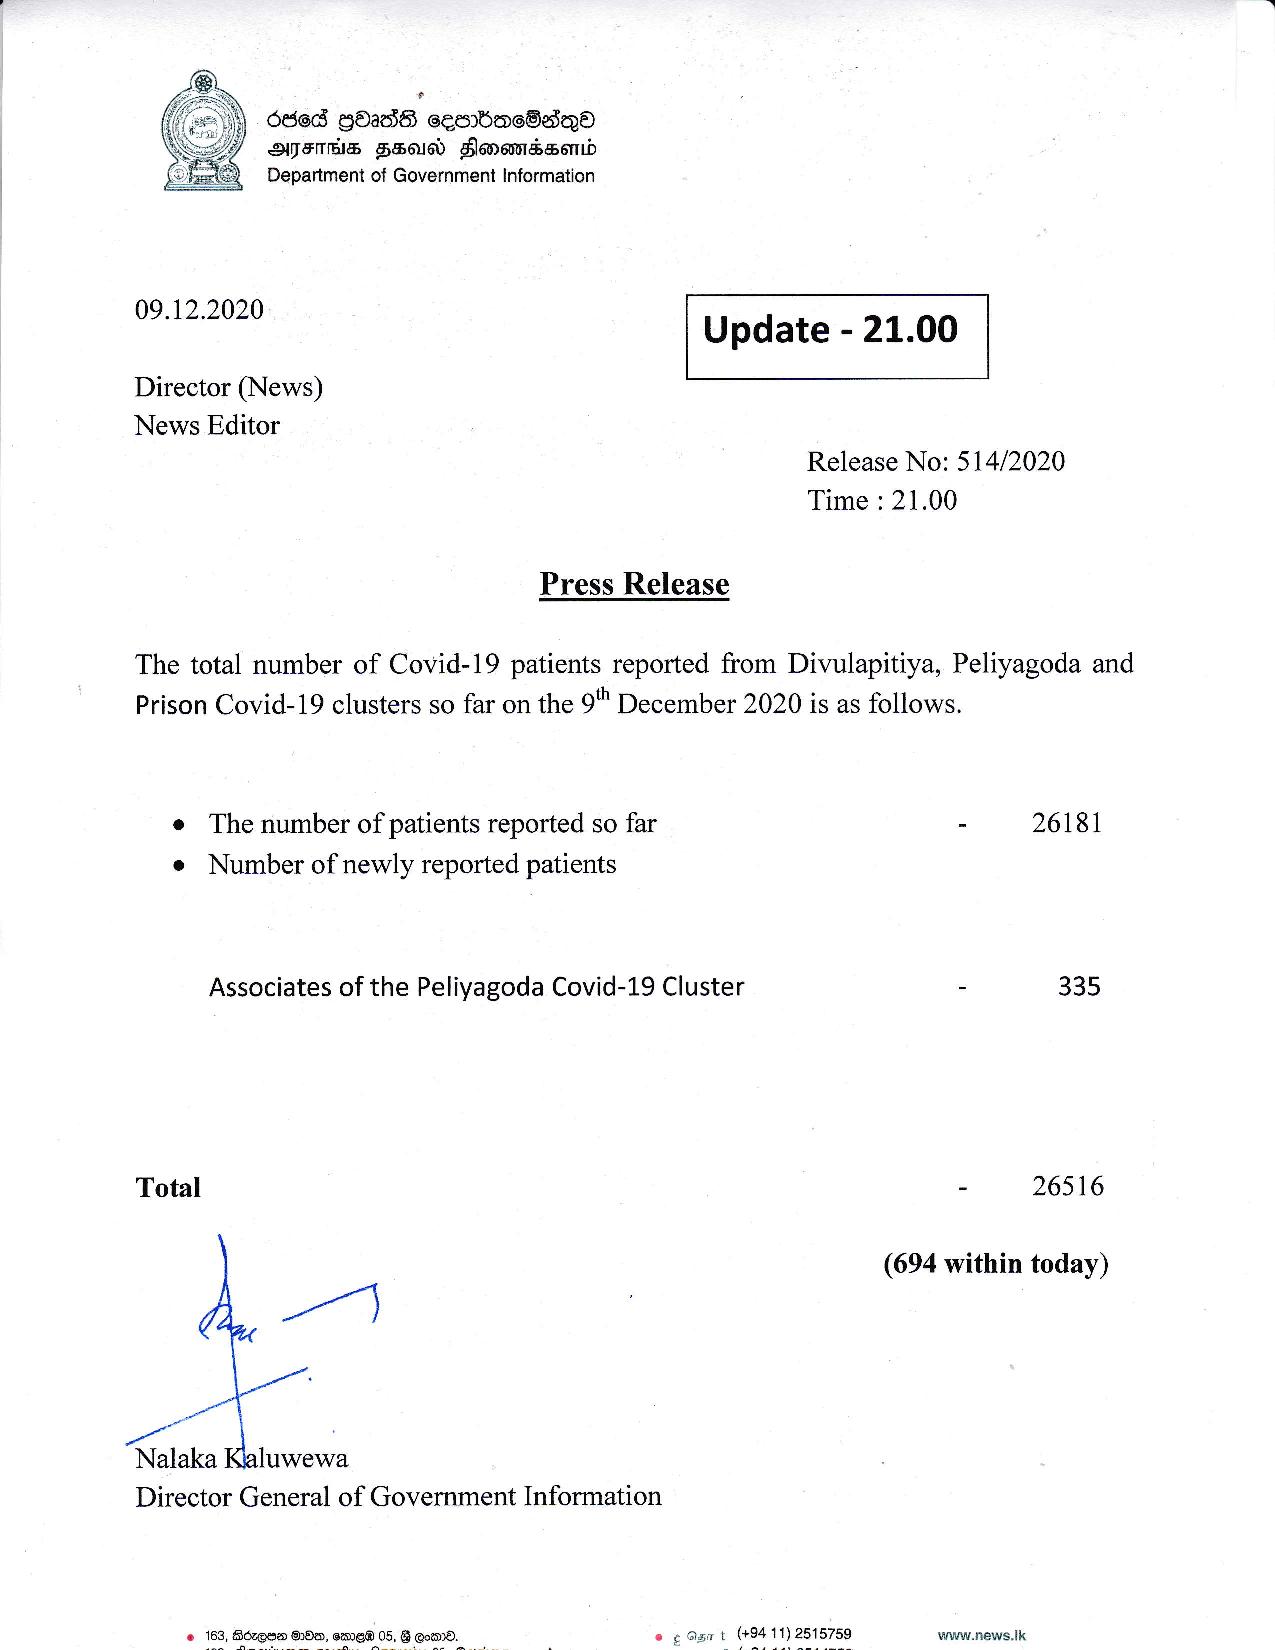 රජයේ ප්‍රවෘත්ති දෙපාර්තමේන්තුව
அரசாங்க தகவல் திணைக்களம்
Department of Government Information
09.12.2020
Update - 21.00
Director (News)
News Editor
Release No: 514/2020
Time : 21.00
Press Release
The total number of Covid-19 patients reported from Divulapitiya, Peliyagoda and
Prison Covid-19 clusters so far on the 9th December 2020 is as follows.
• The number of patients reported so far - 26181
• Number of newly reported patients
Associates of the Peliyagoda Covid-19 Cluster - 335
Total - 26516
(694 within today)
Nalaka Kaluwewa
Director General of Government Information
• 163, කිරුලපන මාවත, කොළඹ 05, ශ්‍රී ලංකාව. • (+94 11) 2515759 www.news.lk